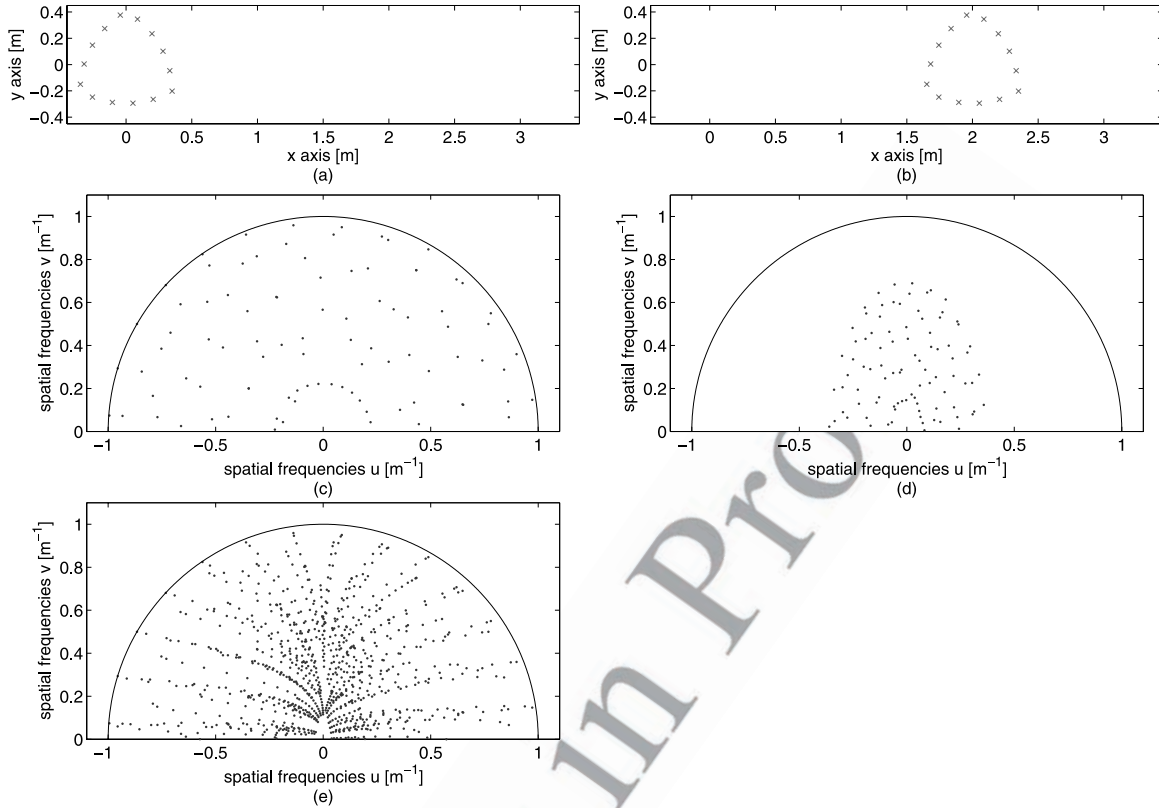 0.4
0.2
0
−0.2
−0.4
y axis [m]
0 0.5 1 1.5 2 2.5 3
x axis [m]
(a)
0.4
0.2
0
−0.2
−0.4
y axis [m]
0 0.5 1 1.5 2 2.5 3
x axis [m]
(b)
1
0.8
0.6
0.4
0.2
0
spatial frequencies v [m⁻¹]
−1 −0.5 0 0.5 1
spatial frequencies u [m⁻¹]
(c)
1
0.8
0.6
0.4
0.2
0
spatial frequencies v [m⁻¹]
−1 −0.5 0 0.5 1
spatial frequencies u [m⁻¹]
(d)
1
0.8
0.6
0.4
0.2
0
spatial frequencies v [m⁻¹]
−1 −0.5 0 0.5 1
spatial frequencies u [m⁻¹]
(e)
in Pro